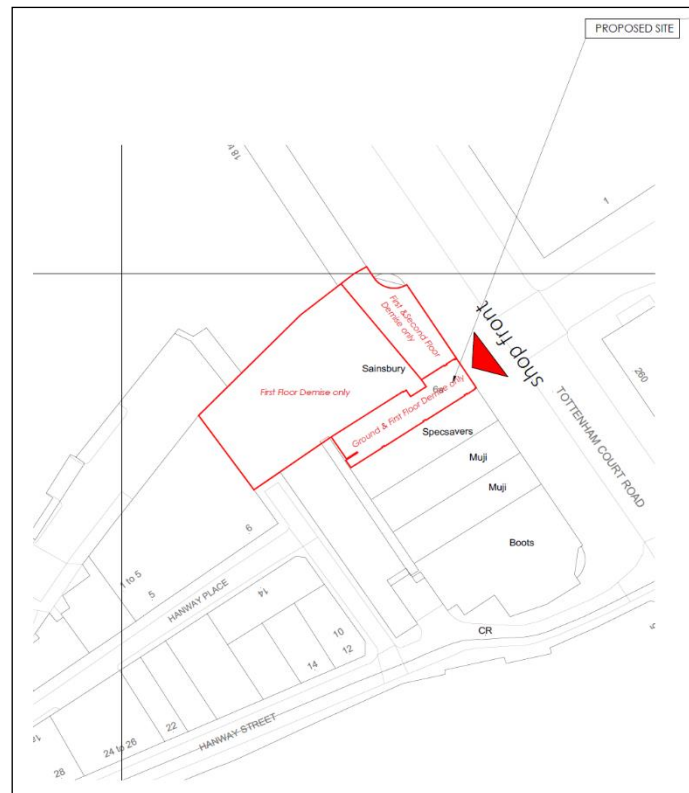 PROPOSED SITE
18
1
First &Second Floor
Demise only
shop front
Sainsbury
First Floor Demise only
Ground & First Floor Demise only
260
TOTTENHAM COURT ROAD
Specsavers
Muji
Muji
Boots
6
1 to 5
5
HANWAY PLACE
14
10
12
14
CR
22
24 to 26
28
HANWAY STREET